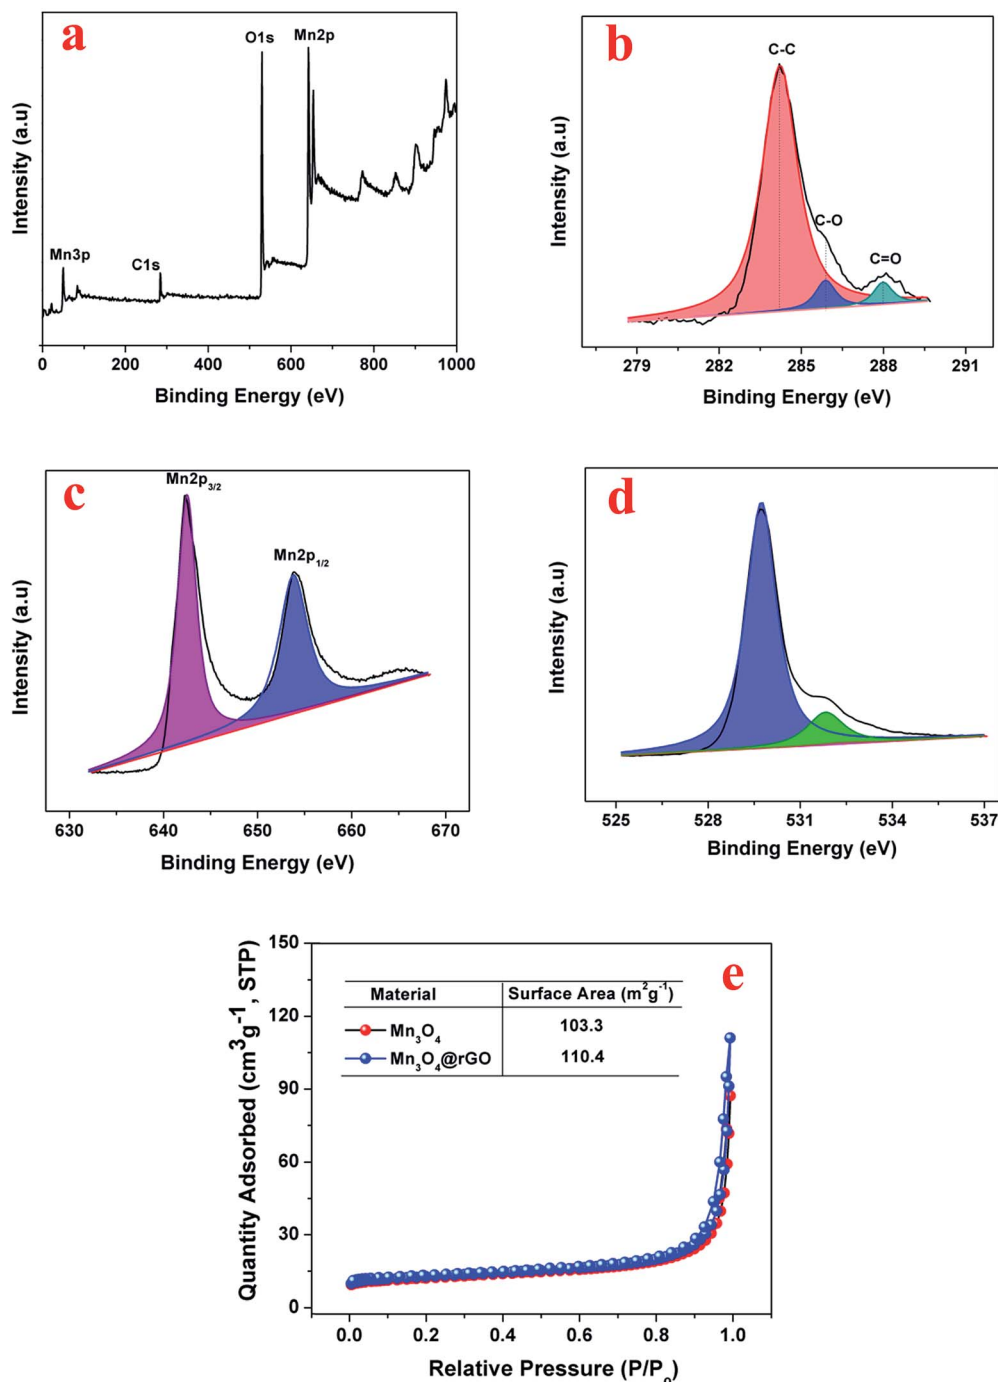 a
O1s
Mn2p
Mn3p
C1s
Intensity (a.u)
0 200 400 600 800 1000
Binding Energy (eV)
b
C-C
C-O
C=O
Intensity (a.u)
279 282 285 288 291
Binding Energy (eV)
c
Mn2p₃/₂
Mn2p₁/₂
Intensity (a.u)
630 640 650 660 670
Binding Energy (eV)
d
Intensity (a.u)
525 528 531 534 537
Binding Energy (eV)
e
Quantity Adsorbed (cm³g⁻¹, STP)
150
120
90
60
30
0
Material Surface Area (m²g⁻¹)
Mn₃O₄ 103.3
Mn₃O₄@rGO 110.4
0.0 0.2 0.4 0.6 0.8 1.0
Relative Pressure (P/Pₒ)